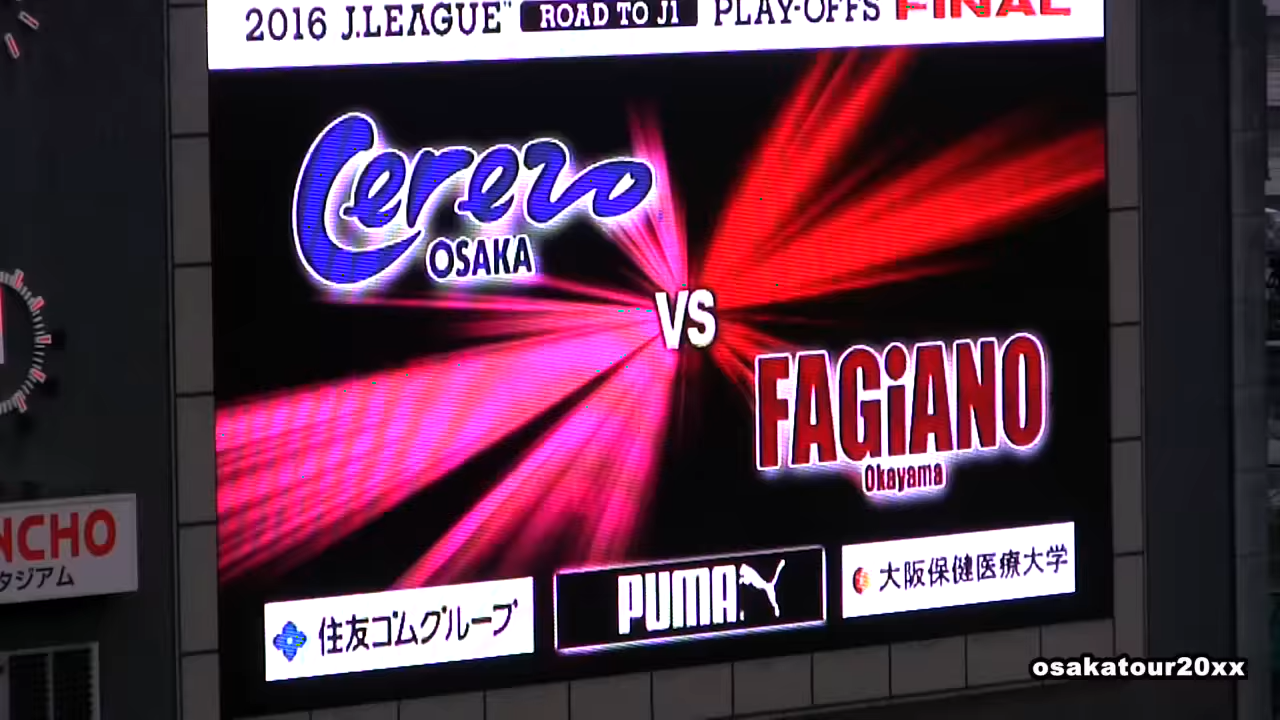 2016 J.LEAGUE™ ROAD TO J1 PLAY-OFFS FINAL
Cerezo
OSAKA
VS
FAGiANO
Okayama
NCHO
タジアム
住友ゴムグループ
PUMA
大阪保健医療大学
osakatour20xx